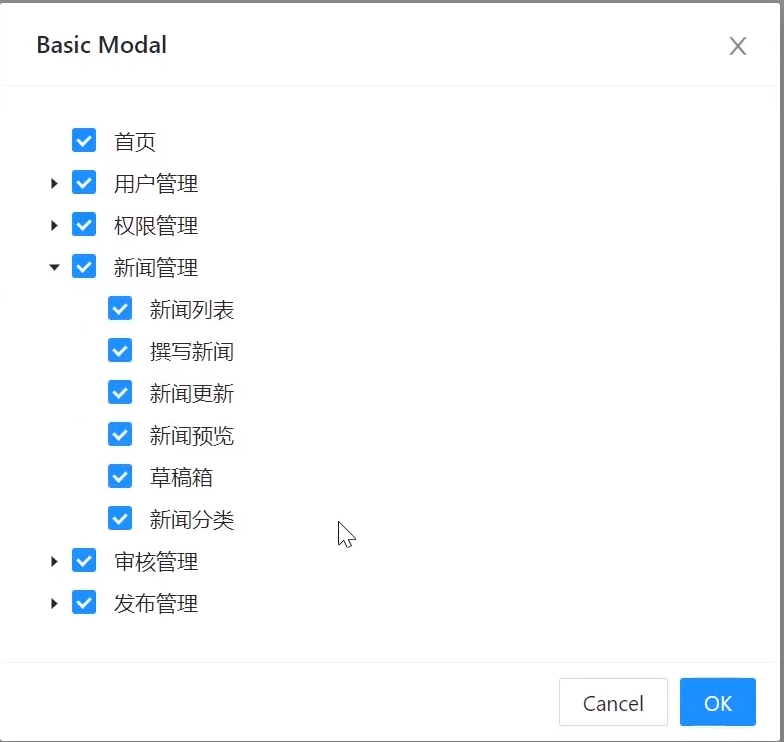 Basic Modal
首页
用户管理
权限管理
新闻管理
新闻列表
撰写新闻
新闻更新
新闻预览
草稿箱
新闻分类
审核管理
发布管理
Cancel
OK